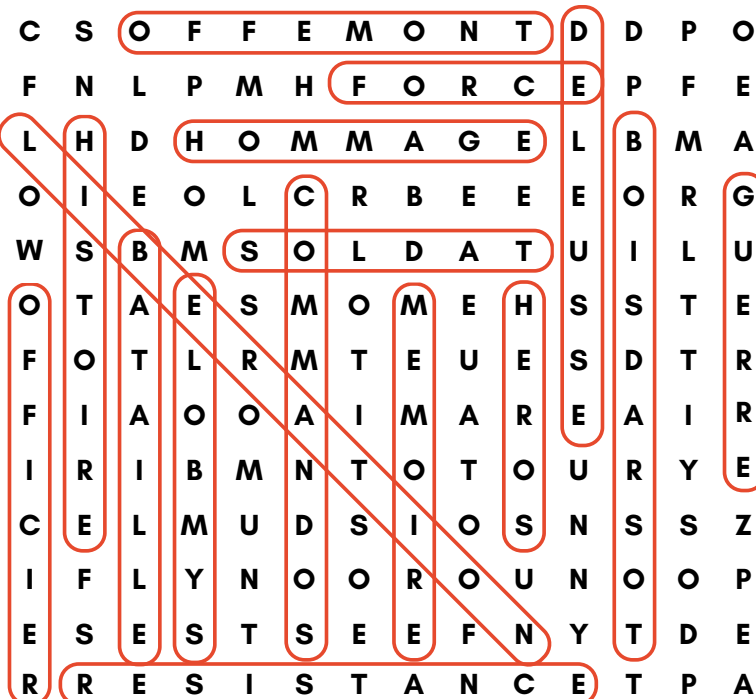 C S O F F E M O N T D D P O
F N L P M H F O R C E P F E
L H D H O M M A G E L B M A
O I E O L C R B E E E O R G
W S B M S O L D A T U I L U
O T A E S M O M E H S S T E
F O T L R M T E U E S D T R
F I A O O A I M A R E A I R
I R I B M N T O T O U R Y E
C E L M U D S I O S N S S Z
I F L Y N O O R O U N O O P
E S E S T S E E F N Y T D E
R R E S I S T A N C E T P A